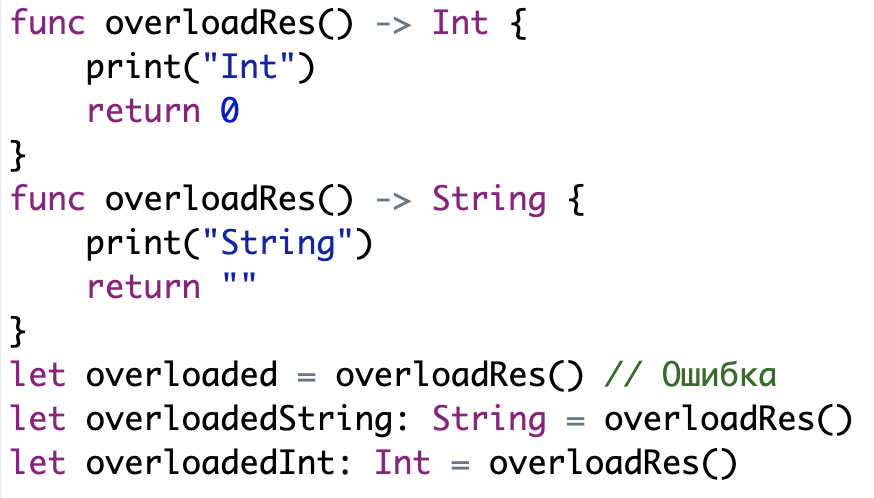 func overloadRes() -> Int {
    print("Int")
    return 0
}
func overloadRes() -> String {
    print("String")
    return ""
}
let overloaded = overloadRes() // Ошибка
let overloadedString: String = overloadRes()
let overloadedInt: Int = overloadRes()